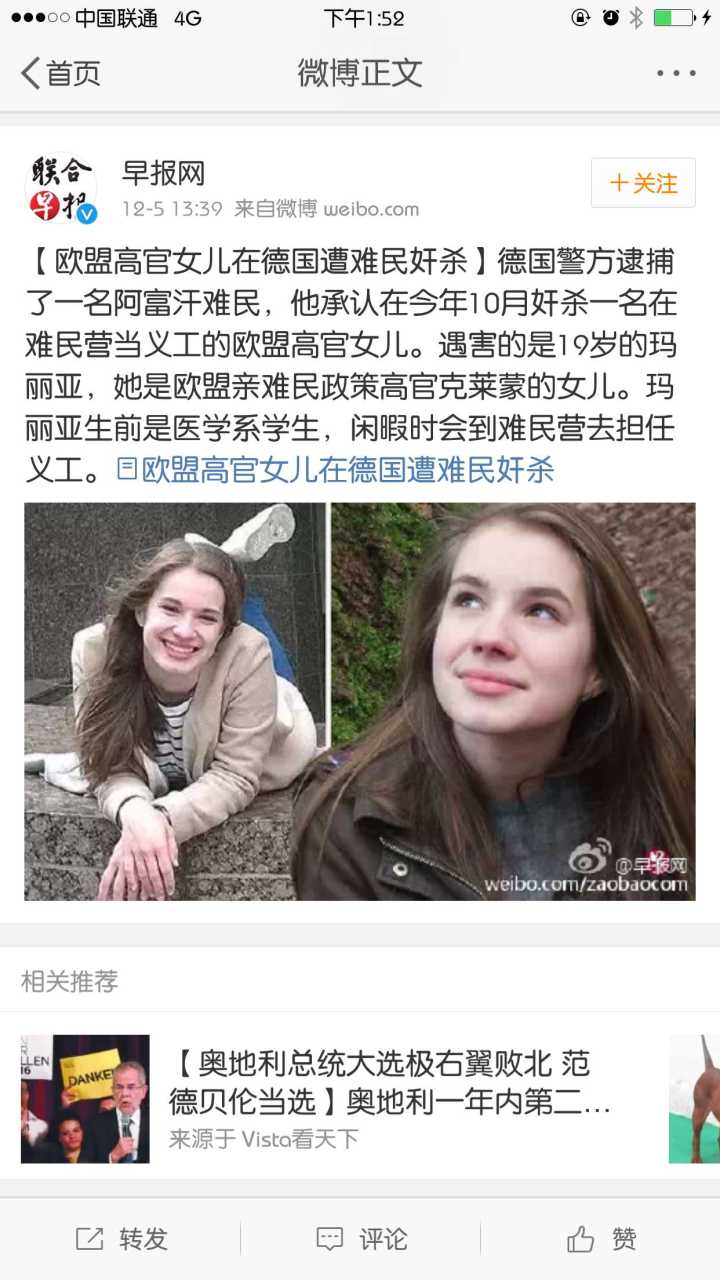 中国联通 4G 下午1:52
首页 微博正文
联合
早报
早报网
+关注
12-5 13:39 来自微博 weibo.com
【欧盟高官女儿在德国遭难民奸杀】德国警方逮捕
了一名阿富汗难民，他承认在今年10月奸杀一名在
难民营当义工的欧盟高官女儿。遇害的是19岁的玛
丽亚，她是欧盟亲难民政策高官克莱蒙的女儿。玛
丽亚生前是医学系学生，闲暇时会到难民营去担任
义工。欧盟高官女儿在德国遭难民奸杀
@早报网
weibo.com/zaobaocom
相关推荐
LLEN
16
DANKE
【奥地利总统大选极右翼败北 范
德贝伦当选】奥地利一年内第二...
来源于 Vista看天下
转发 评论 赞